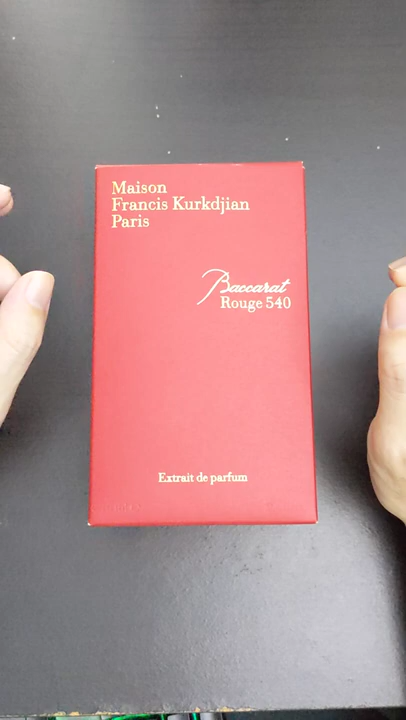 Maison
Francis Kurkdjian
Paris
Baccarat
Rouge 540
Extrait de parfum